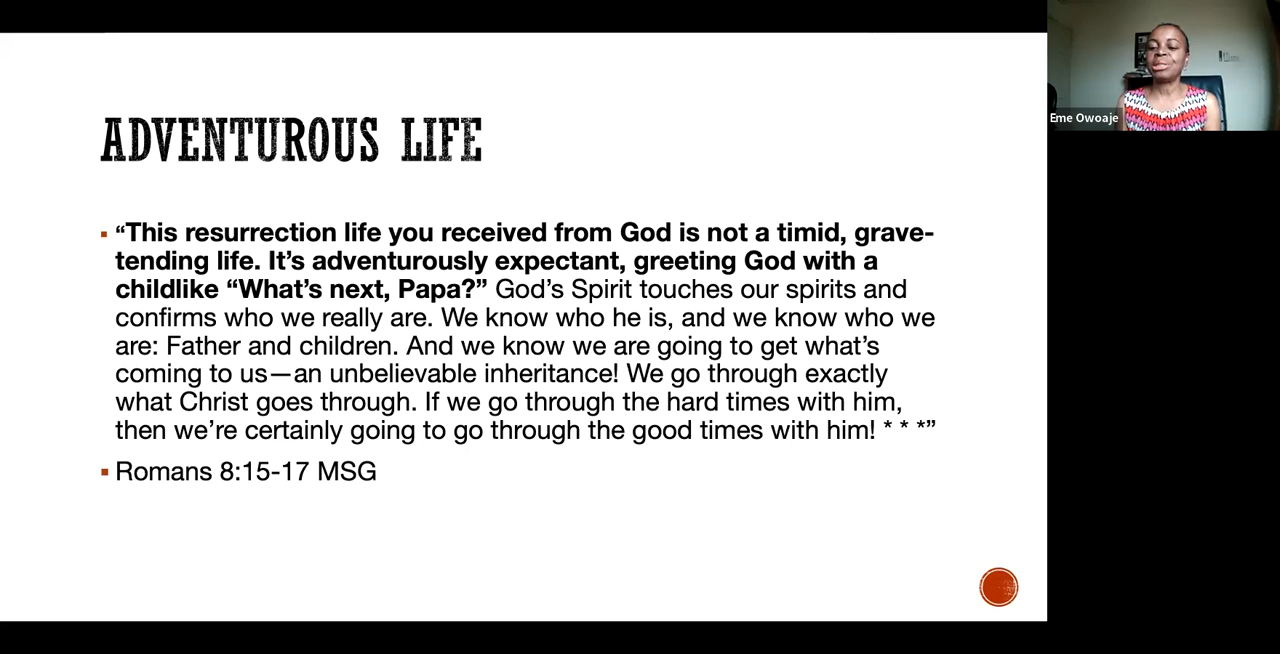 ADVENTUROUS LIFE
“This resurrection life you received from God is not a timid, grave-
tending life. It’s adventurously expectant, greeting God with a
childlike “What’s next, Papa?” God’s Spirit touches our spirits and
confirms who we really are. We know who he is, and we know who we
are: Father and children. And we know we are going to get what’s
coming to us—an unbelievable inheritance! We go through exactly
what Christ goes through. If we go through the hard times with him,
then we’re certainly going to go through the good times with him! * * *”
Romans 8:15-17 MSG
Eme Owoaje